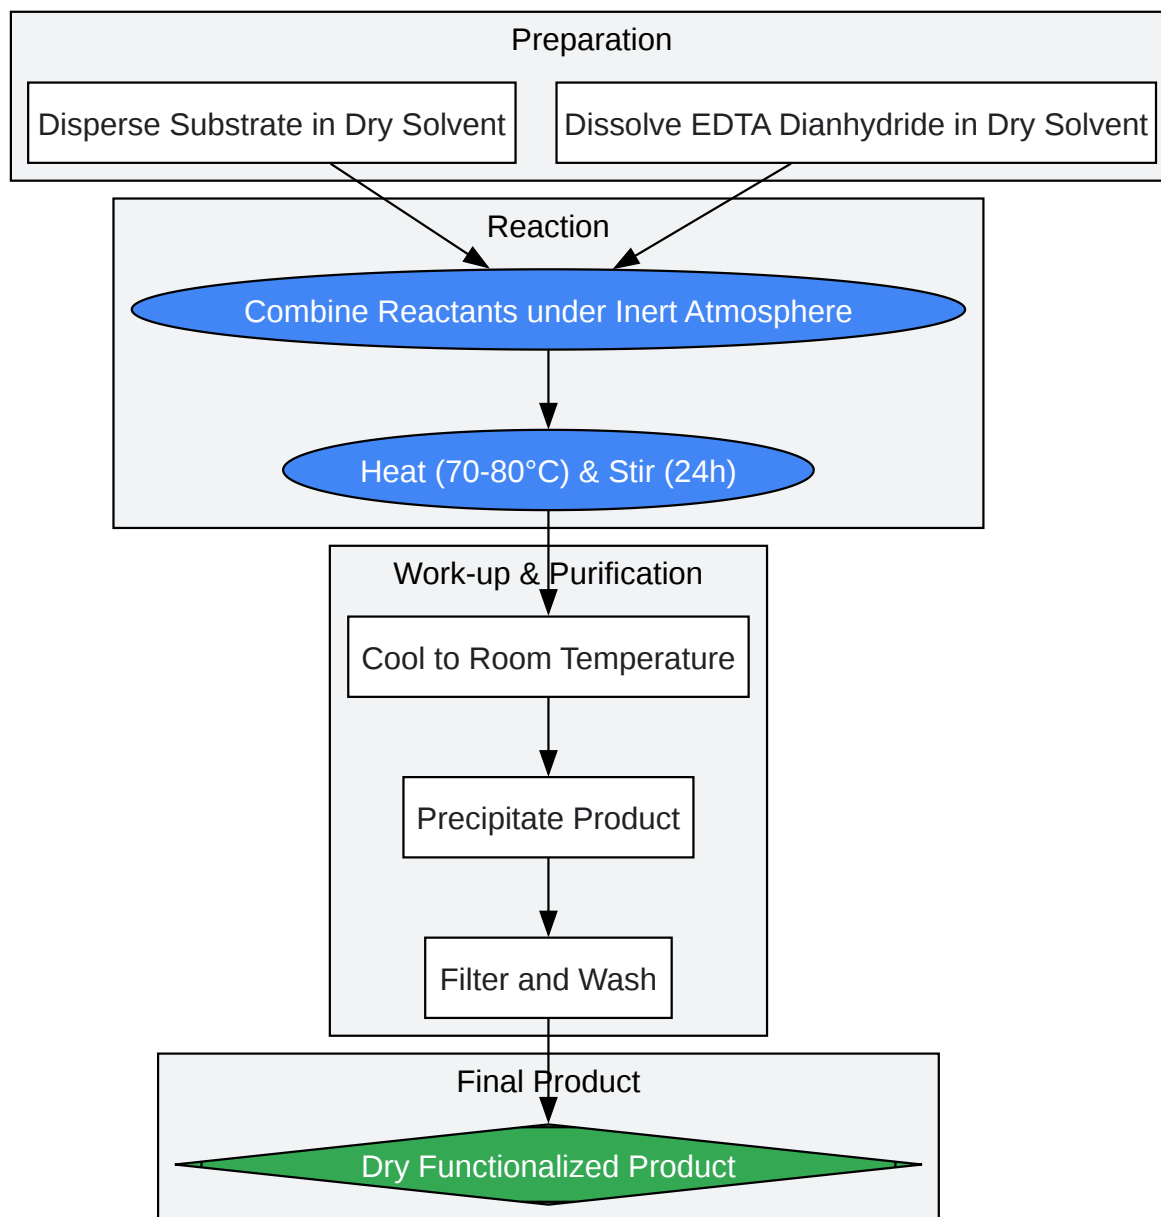 Preparation
Disperse Substrate in Dry Solvent
Dissolve EDTA Dianhydride in Dry Solvent
Reaction
Combine Reactants under Inert Atmosphere
Heat (70-80°C) & Stir (24h)
Work-up & Purification
Cool to Room Temperature
Precipitate Product
Filter and Wash
Final Product
Dry Functionalized Product